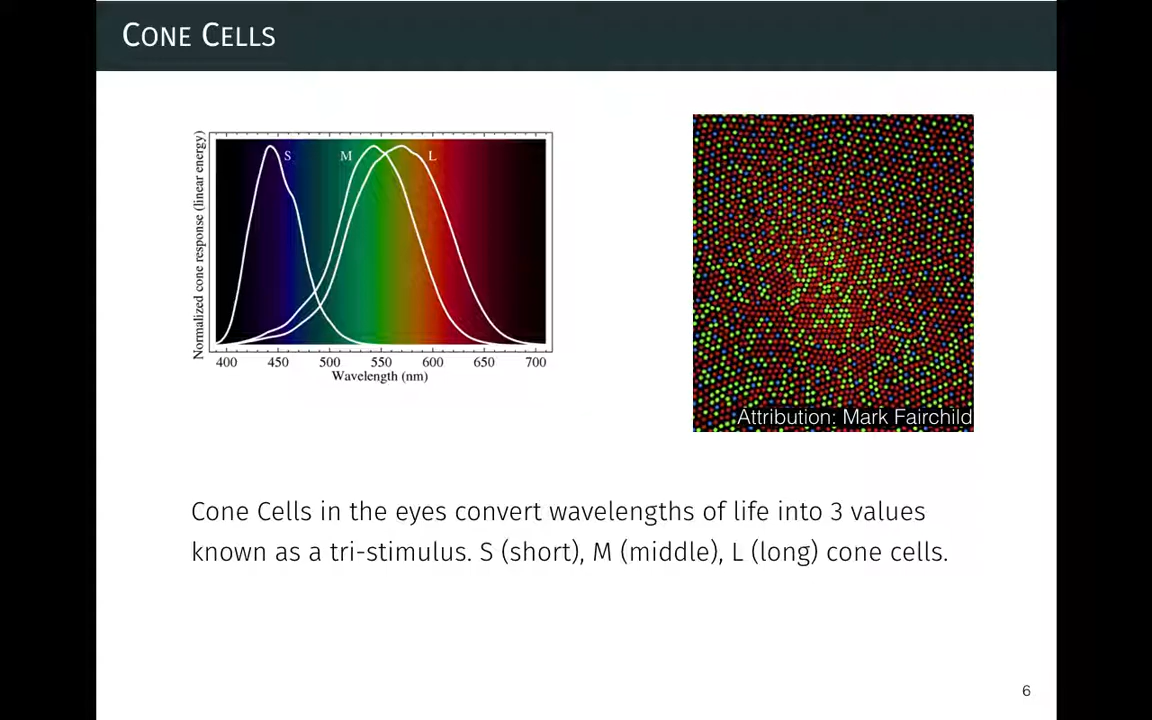 CONE CELLS
Normalized cone response (linear energy)
S
M
L
400 450 500 550 600 650 700
Wavelength (nm)
Attribution: Mark Fairchild
Cone Cells in the eyes convert wavelengths of life into 3 values
known as a tri-stimulus. S (short), M (middle), L (long) cone cells.
6